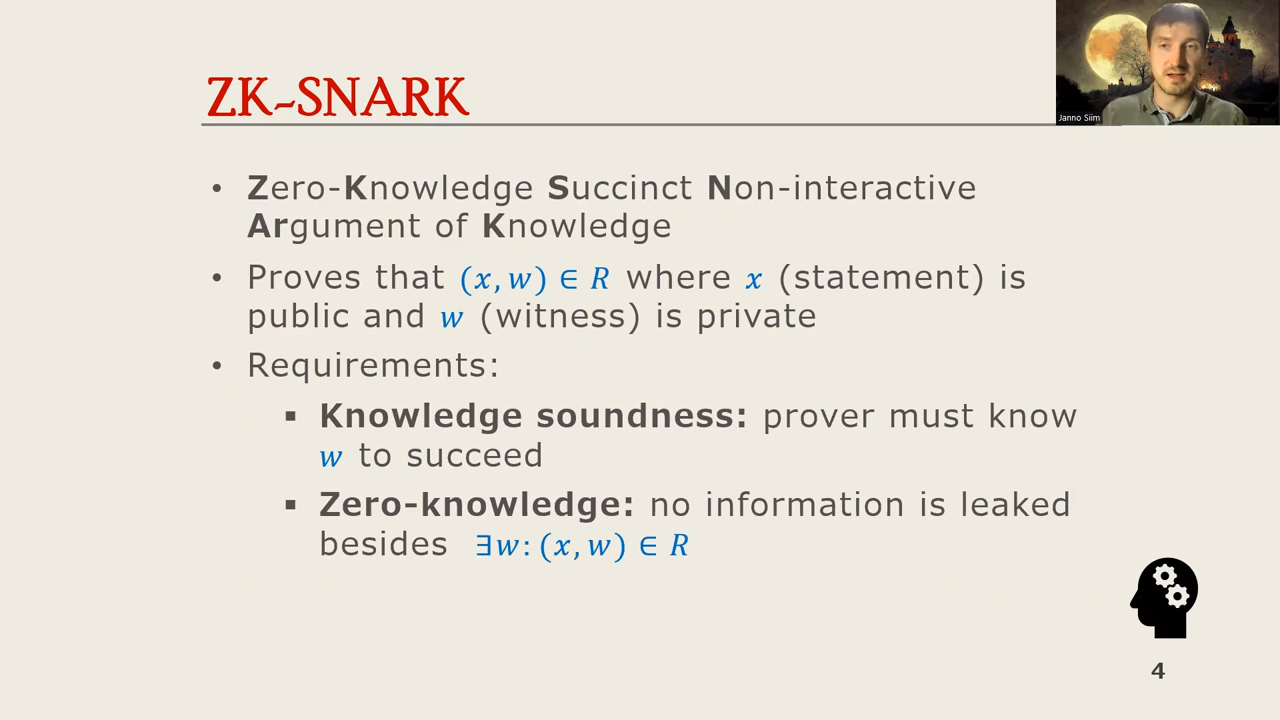 ZK-SNARK
Janno Siim
• Zero-Knowledge Succinct Non-interactive
Argument of Knowledge
• Proves that (x, w) ∈ R where x (statement) is
public and w (witness) is private
• Requirements:
▪ Knowledge soundness: prover must know
w to succeed
▪ Zero-knowledge: no information is leaked
besides ∃w: (x, w) ∈ R
4